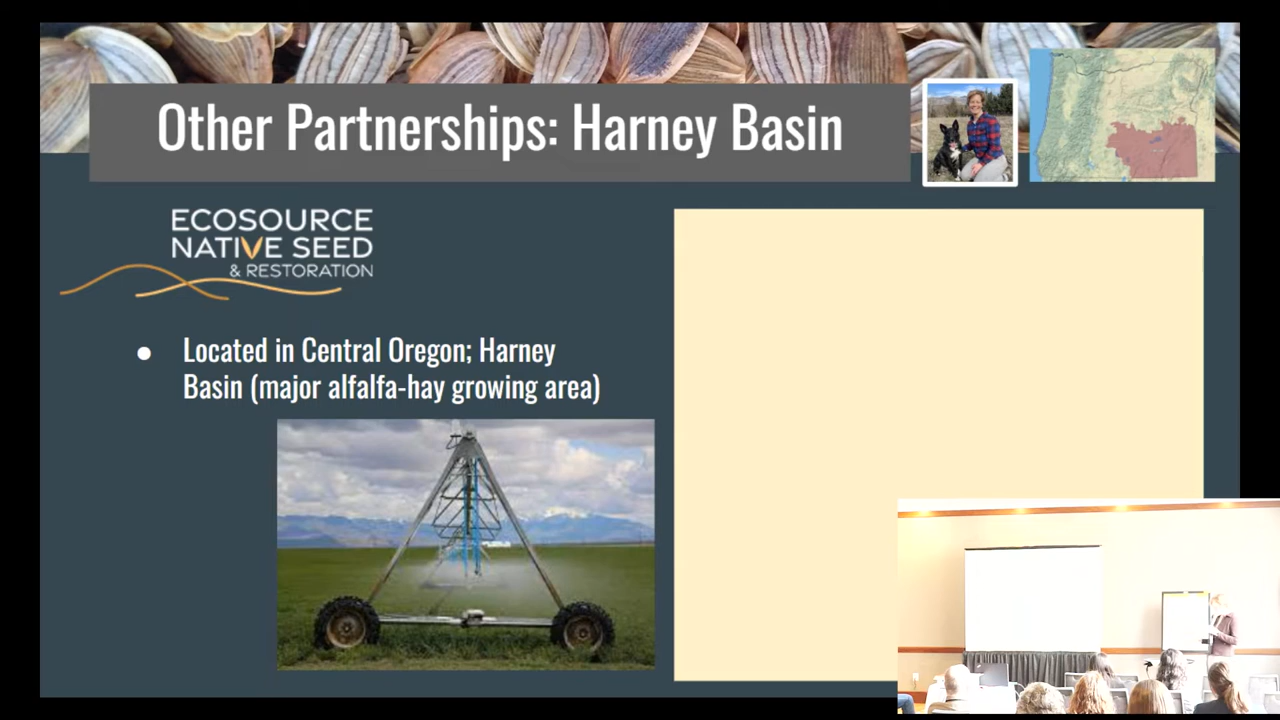 Other Partnerships: Harney Basin
ECOSOURCE
NATIVE SEED
& RESTORATION
● Located in Central Oregon; Harney
Basin (major alfalfa-hay growing area)